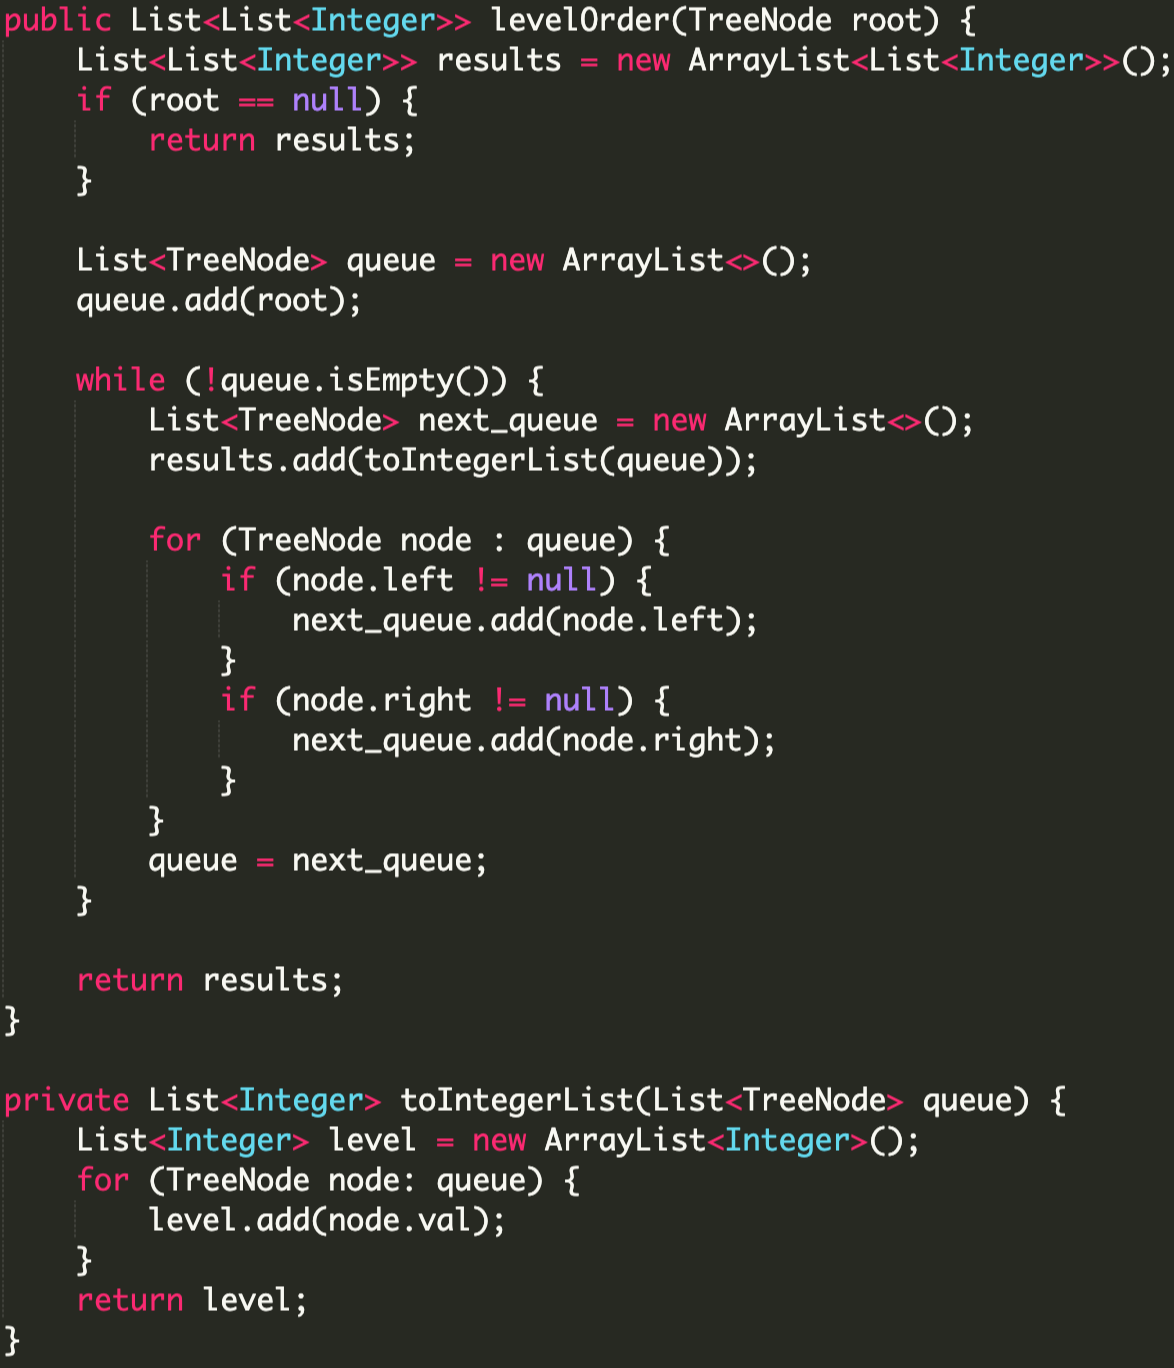 public List<List<Integer>> levelOrder(TreeNode root) {
    List<List<Integer>> results = new ArrayList<List<Integer>>();
    if (root == null) {
        return results;
    }

    List<TreeNode> queue = new ArrayList<>();
    queue.add(root);

    while (!queue.isEmpty()) {
        List<TreeNode> next_queue = new ArrayList<>();
        results.add(toIntegerList(queue));

        for (TreeNode node : queue) {
            if (node.left != null) {
                next_queue.add(node.left);
            }
            if (node.right != null) {
                next_queue.add(node.right);
            }
        }
        queue = next_queue;
    }

    return results;
}

private List<Integer> toIntegerList(List<TreeNode> queue) {
    List<Integer> level = new ArrayList<Integer>();
    for (TreeNode node: queue) {
        level.add(node.val);
    }
    return level;
}